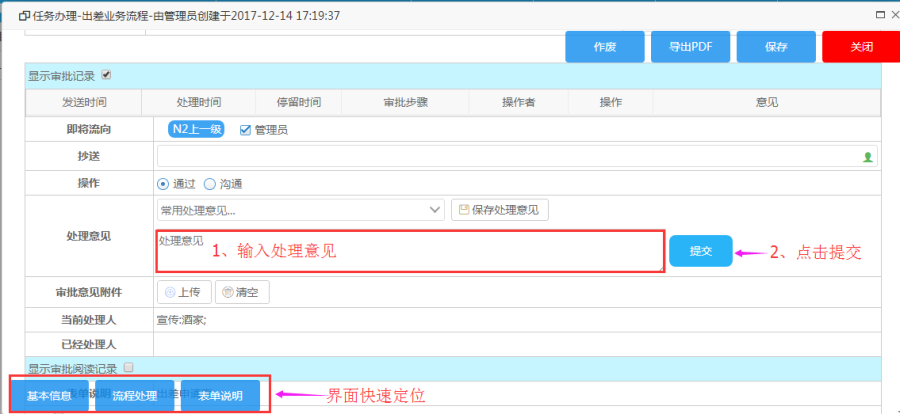 任务办理-出差业务流程-由管理员创建于2017-12-14 17:19:37
作废 导出PDF 保存 关闭
显示审批记录
发送时间 处理时间 停留时间 审批步骤 操作者 操作 意见
即将流向 N2上一级 管理员
抄送
操作 通过 沟通
常用处理意见... 保存处理意见
处理意见 处理意见 1、输入处理意见 提交 2、点击提交
审批意见附件 上传 清空
当前处理人 宣传:酒家;
已经处理人
显示审批阅读记录
基本信息 流程处理 表单说明 界面快速定位